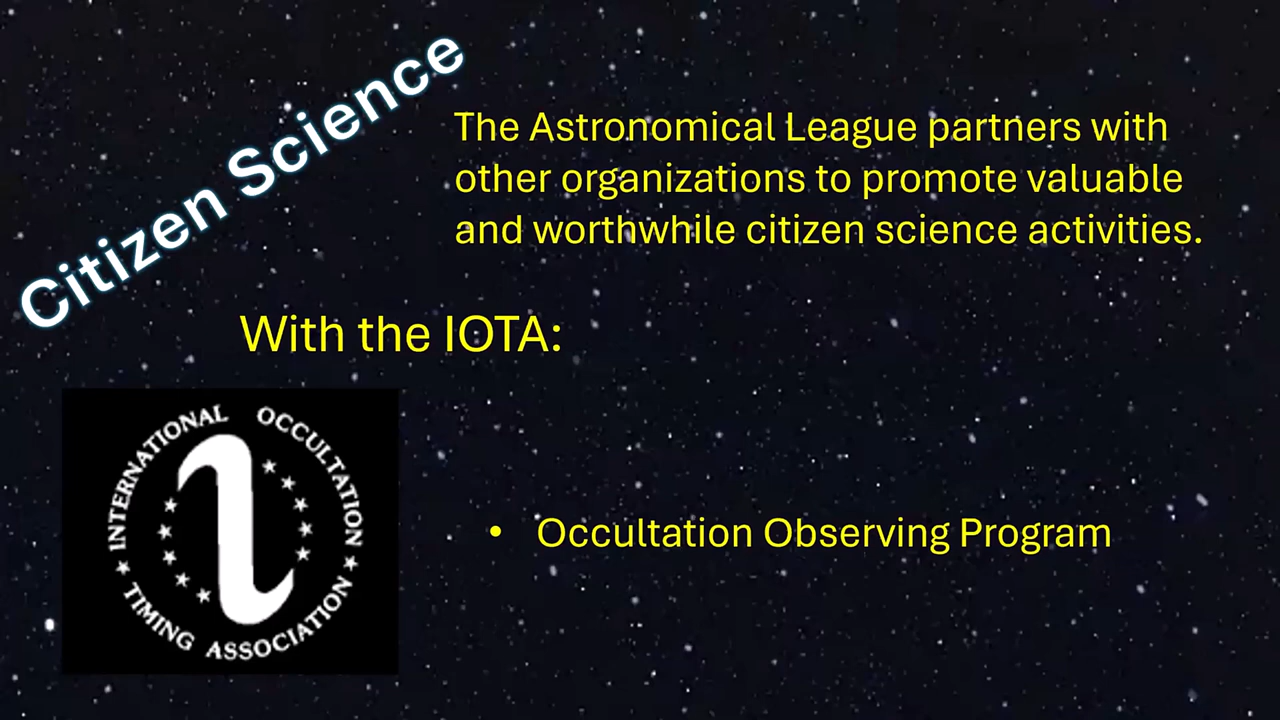 Citizen Science
The Astronomical League partners with
other organizations to promote valuable
and worthwhile citizen science activities.
With the IOTA:
INTERNATIONAL OCCULTATION
TIMING ASSOCIATION
• Occultation Observing Program